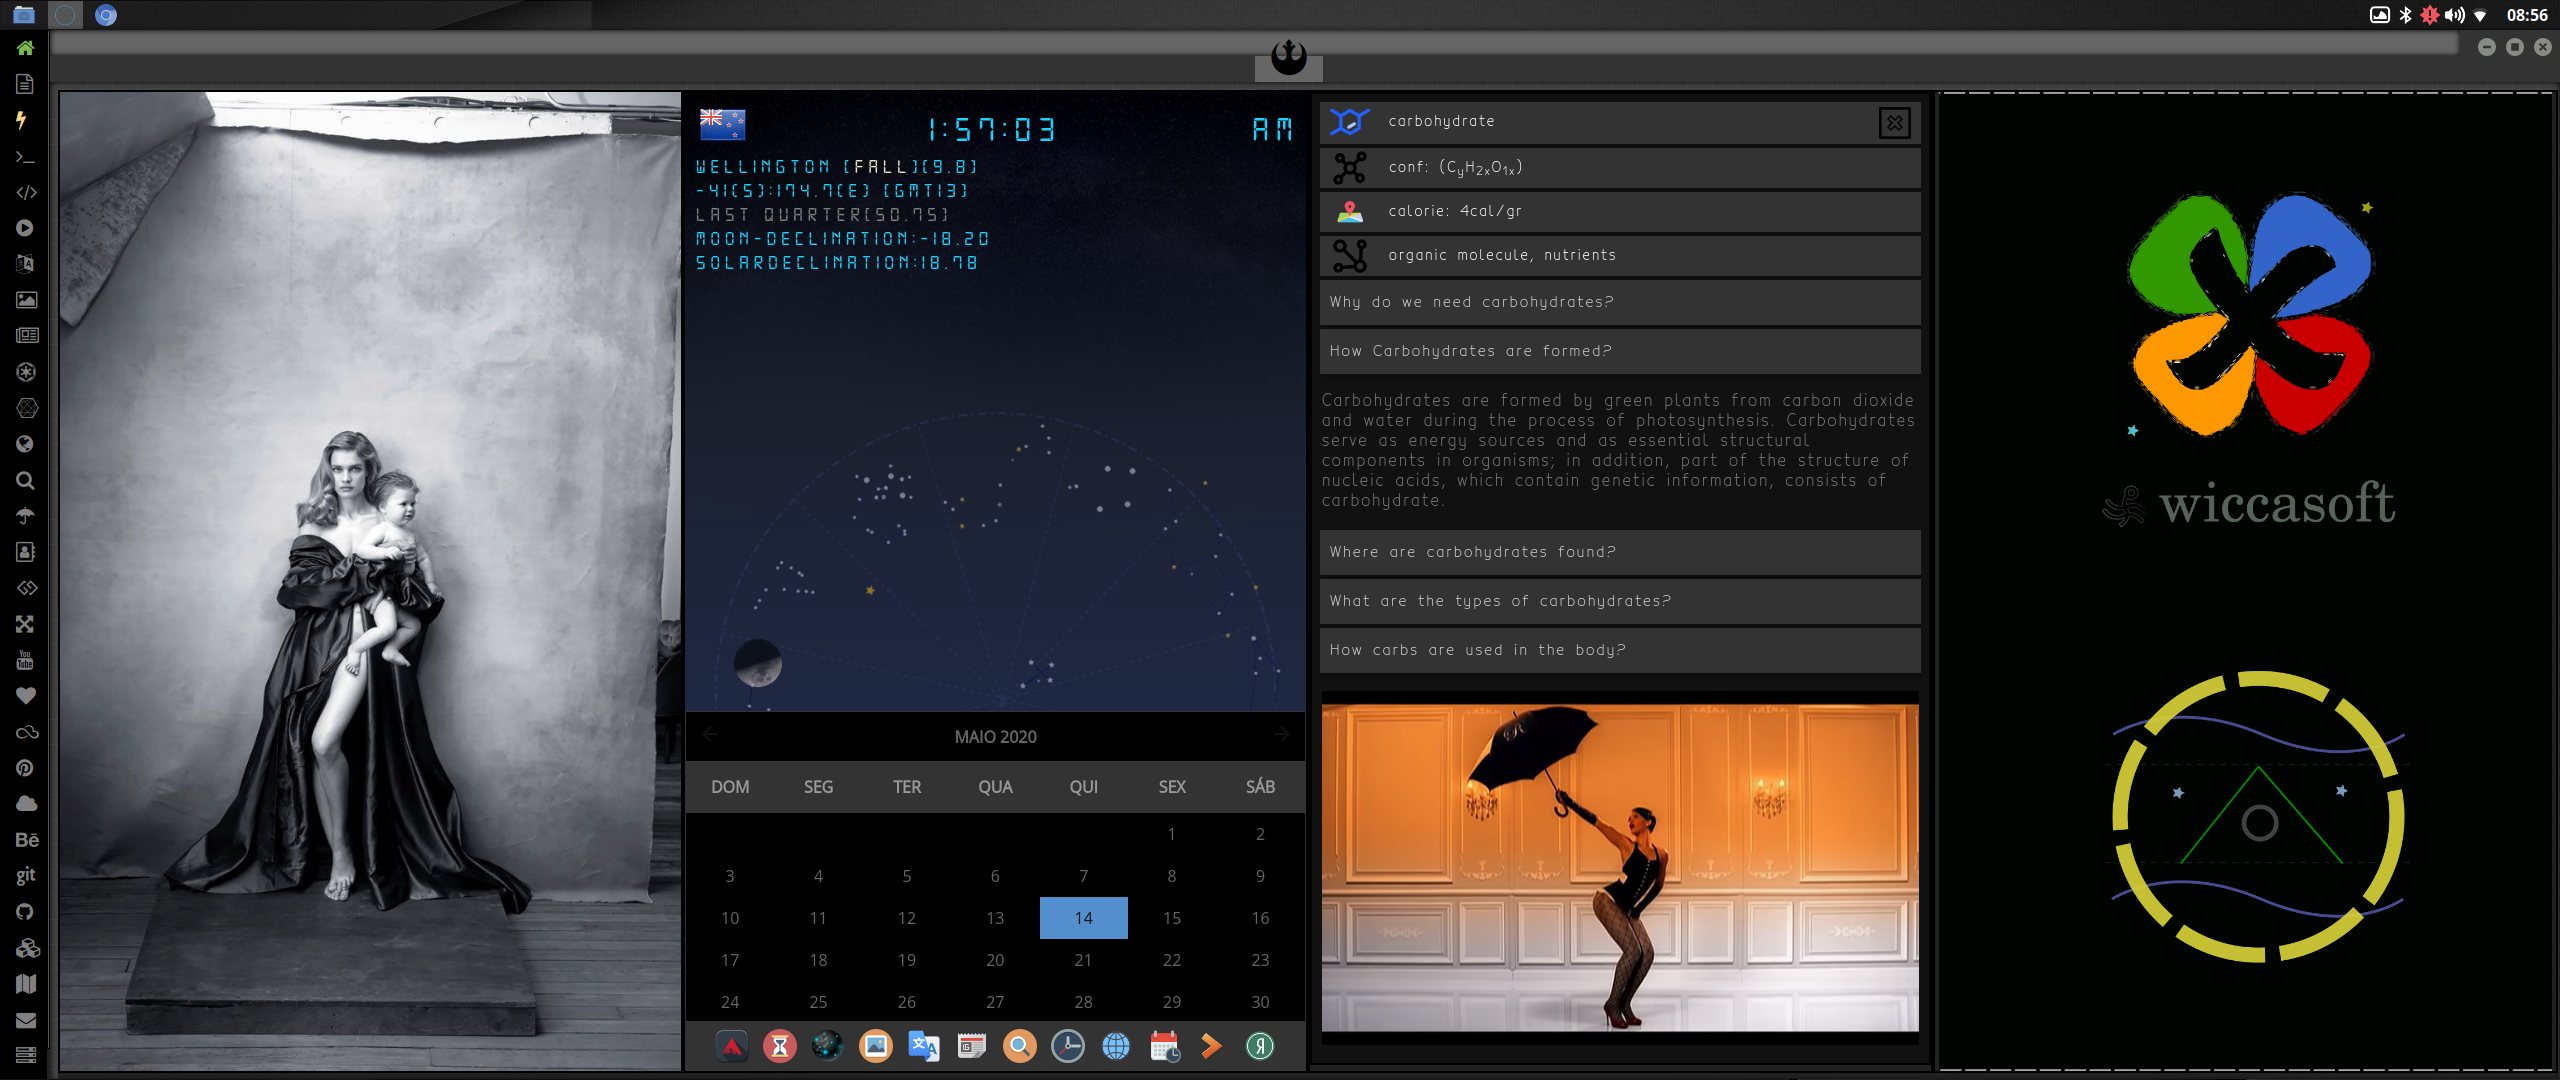 08:56
1:57:03 AM
WELLINGTON [FALL][9.8]
-41(S):174.7(E) [GMT13]
LAST QUARTER[50.75]
MOON-DECLINATION:-18.20
SOLARDECLINATION:18.78
MAIO 2020
DOM SEG TER QUA QUI SEX SÁB
1 2
3 4 5 6 7 8 9
10 11 12 13 14 15 16
17 18 19 20 21 22 23
24 25 26 27 28 29 30
carbohydrate
conf: (CyH2xO1x)
calorie: 4cal/gr
organic molecule, nutrients
Why do we need carbohydrates?
How Carbohydrates are formed?
Carbohydrates are formed by green plants from carbon dioxide
and water during the process of photosynthesis. Carbohydrates
serve as energy sources and as essential structural
components in organisms; in addition, part of the structure of
nucleic acids, which contain genetic information, consists of
carbohydrate.
Where are carbohydrates found?
What are the types of carbohydrates?
How carbs are used in the body?
wiccasoft
You
Tube
Bē
git